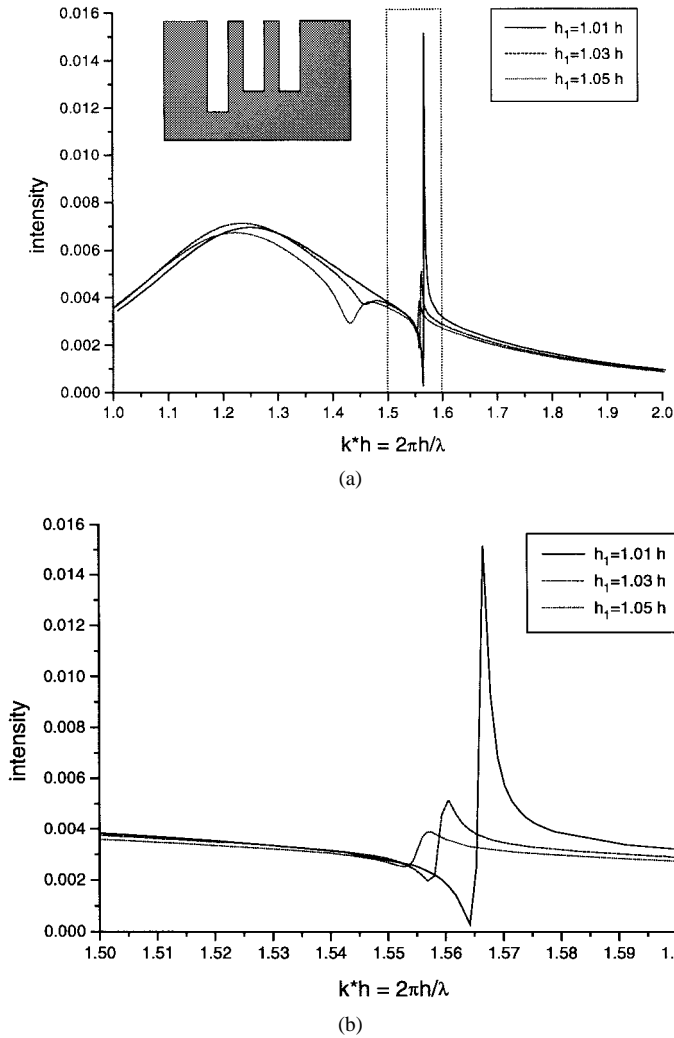 0.016
0.014
0.012
0.010
0.008
0.006
0.004
0.002
0.000
intensity
h₁=1.01 h
h₁=1.03 h
h₁=1.05 h
1.0 1.1 1.2 1.3 1.4 1.5 1.6 1.7 1.8 1.9 2.0
k*h = 2πh/λ
(a)
0.016
0.014
0.012
0.010
0.008
0.006
0.004
0.002
0.000
intensity
h₁=1.01 h
h₁=1.03 h
h₁=1.05 h
1.50 1.51 1.52 1.53 1.54 1.55 1.56 1.57 1.58 1.59
k*h = 2πh/λ
(b)